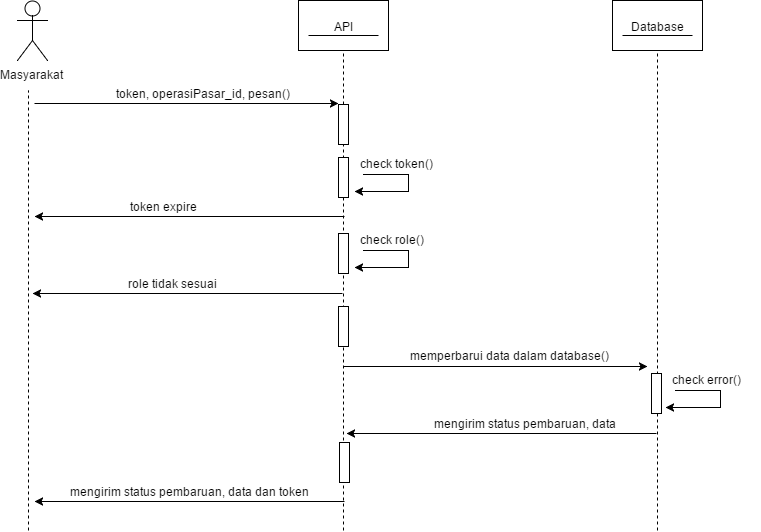 API
Database
Masyarakat
token, operasiPasar_id, pesan()
check token()
token expire
check role()
role tidak sesuai
memperbarui data dalam database()
check error()
mengirim status pembaruan, data
mengirim status pembaruan, data dan token